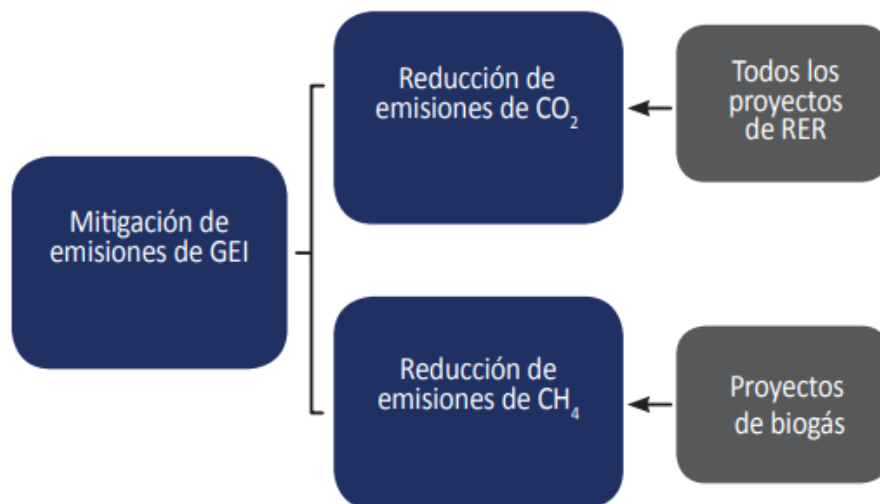 Mitigación de
emisiones de GEI
Reducción de
emisiones de CO₂
Todos los
proyectos
de RER
Reducción de
emisiones de CH₄
Proyectos
de biogás